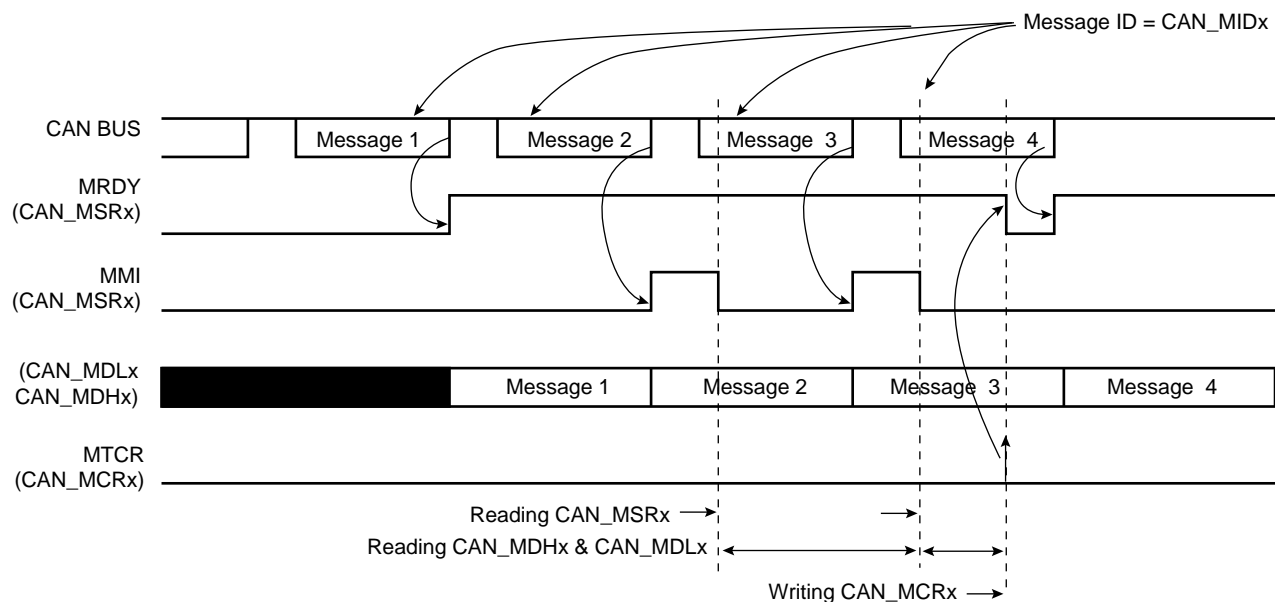 Message ID = CAN_MIDx
CAN BUS
Message 1
Message 2
Message 3
Message 4
MRDY
(CAN_MSRx)
MMI
(CAN_MSRx)
(CAN_MDLx
CAN_MDHx)
Message 1
Message 2
Message 3
Message 4
MTCR
(CAN_MCRx)
Reading CAN_MSRx
Reading CAN_MDHx & CAN_MDLx
Writing CAN_MCRx